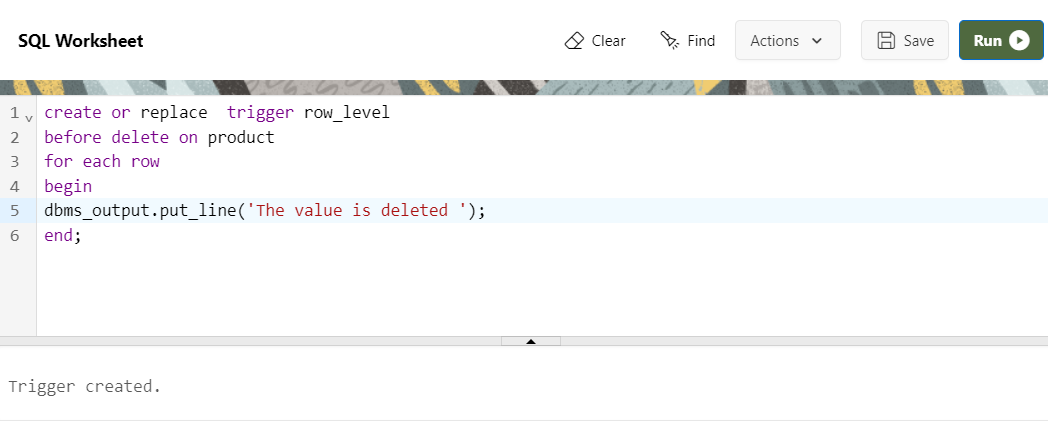 SQL Worksheet
Clear
Find
Actions
Save
Run
1 create or replace  trigger row_level
2 before delete on product
3 for each row
4 begin
5 dbms_output.put_line('The value is deleted ');
6 end;
Trigger created.